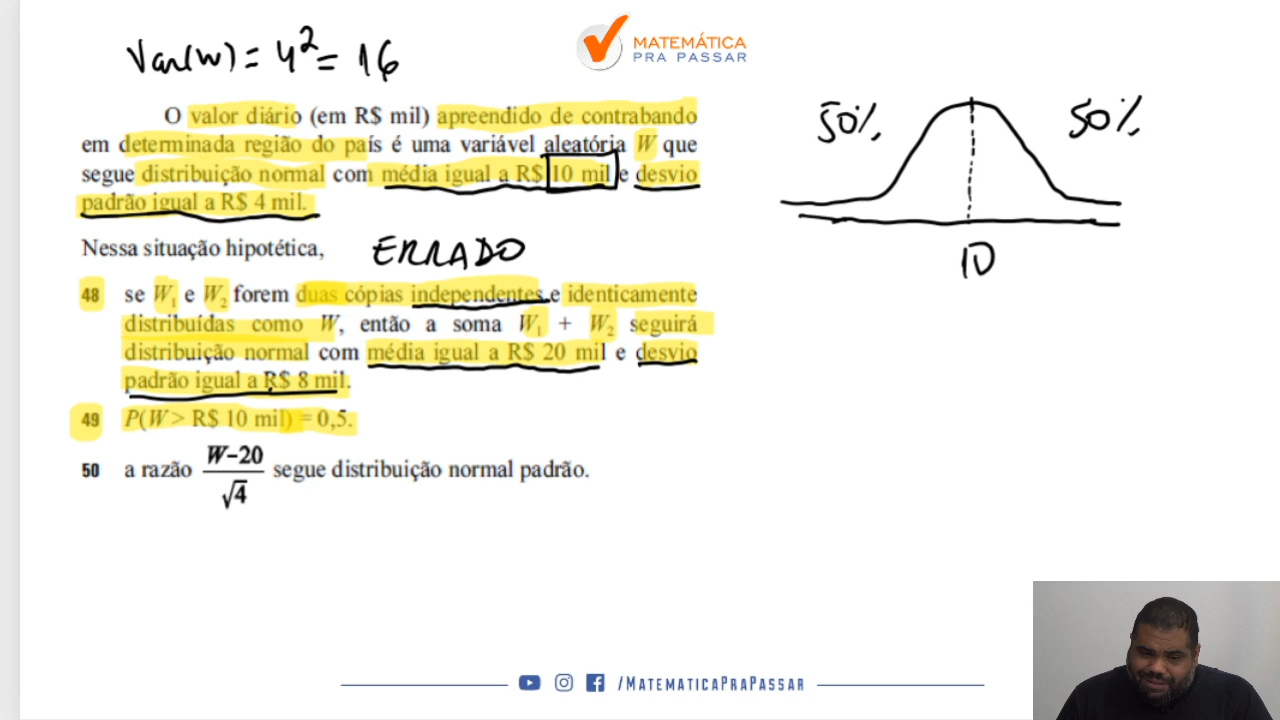 Var(W) = 4² = 16
MATEMÁTICA
PRA PASSAR
O valor diário (em R$ mil) apreendido de contrabando
em determinada região do país é uma variável aleatória W que
segue distribuição normal com média igual a R$ 10 mil e desvio
padrão igual a R$ 4 mil.
50%
50%
10
Nessa situação hipotética,
ERRADO
48 se W₁ e W₂ forem duas cópias independentes e identicamente
distribuídas como W, então a soma W₁ + W₂ seguirá
distribuição normal com média igual a R$ 20 mil e desvio
padrão igual a R$ 8 mil.
49 P(W > R$ 10 mil) = 0,5.
50 a razão (W–20)/√4 segue distribuição normal padrão.
/MATEMATICAPRAPASSAR